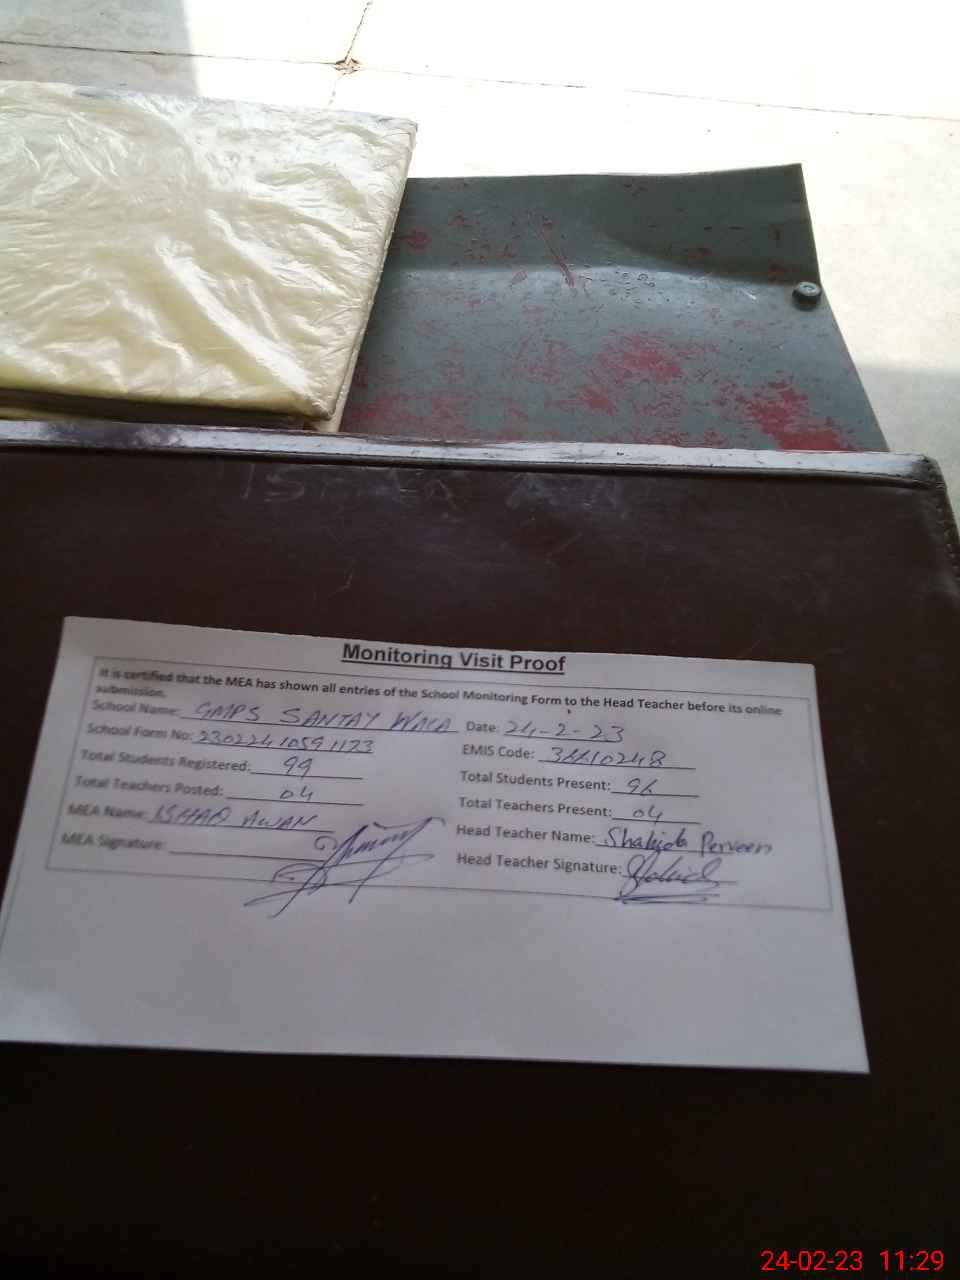 Monitoring Visit Proof
It is certified that the MEA has shown all entries of the School Monitoring Form to the Head Teacher before its online
submission.
School Name: GMPS SANTAY WALA Date: 24-2-23
School Form No: 23022410591123 EMIS Code:
Total Students Registered: 99 Total Students Present: 96
Total Teachers Posted: 04 Total Teachers Present: 04
MEA Name: ISHAQ AWAN Head Teacher Name: Shahida Perveen
MEA Signature: Head Teacher Signature:
24-02-23 11:29